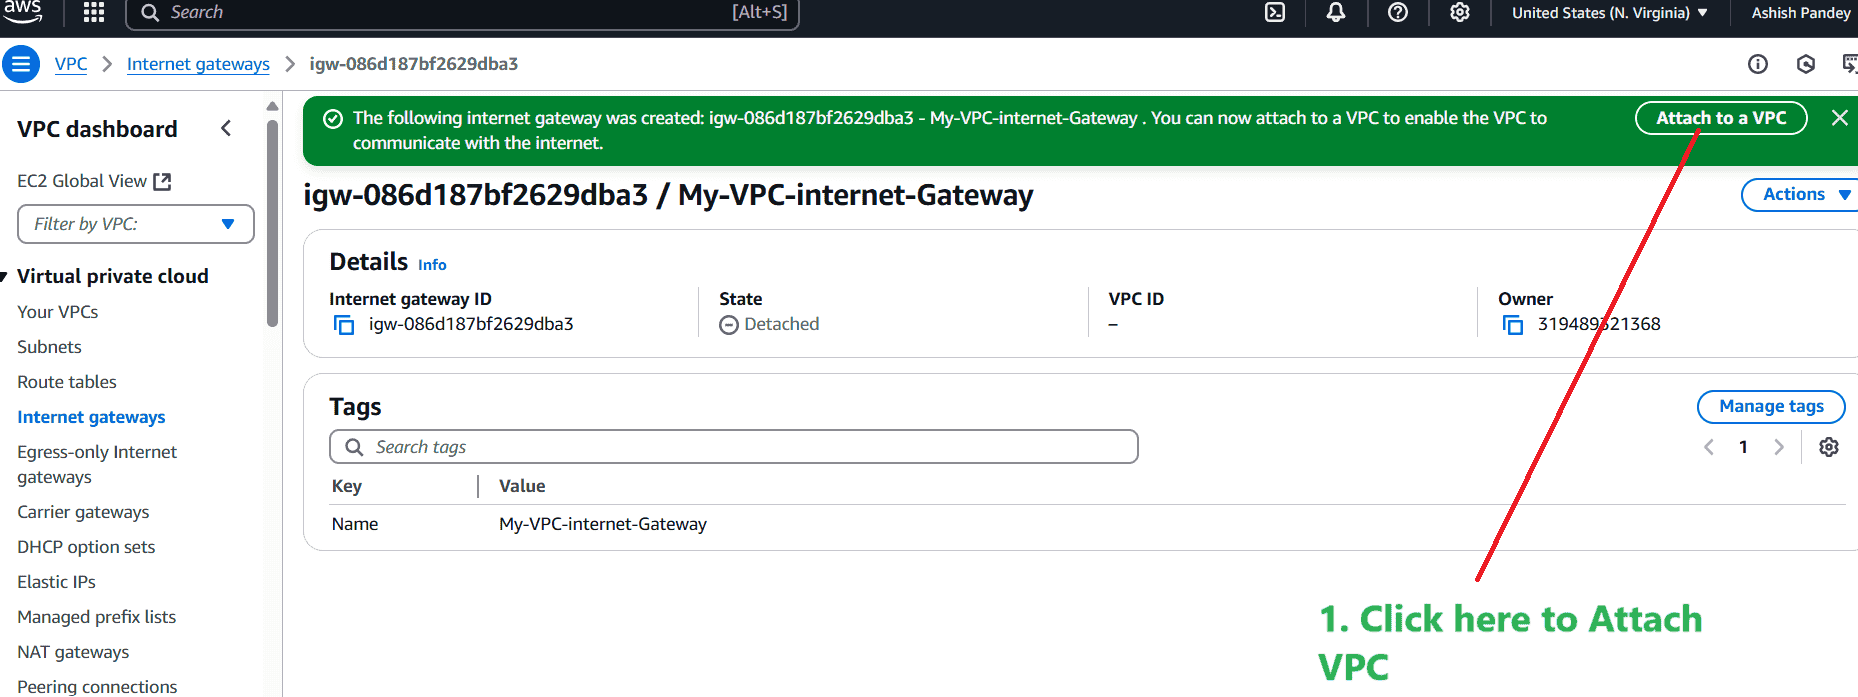 aws
Search
[Alt+S]
United States (N. Virginia)
Ashish Pandey
VPC
Internet gateways
igw-086d187bf2629dba3
VPC dashboard
EC2 Global View
Filter by VPC:
Virtual private cloud
Your VPCs
Subnets
Route tables
Internet gateways
Egress-only Internet
gateways
Carrier gateways
DHCP option sets
Elastic IPs
Managed prefix lists
NAT gateways
Peering connections
The following internet gateway was created: igw-086d187bf2629dba3 - My-VPC-internet-Gateway . You can now attach to a VPC to enable the VPC to
communicate with the internet.
Attach to a VPC
igw-086d187bf2629dba3 / My-VPC-internet-Gateway
Actions
Details Info
Internet gateway ID
igw-086d187bf2629dba3
State
Detached
VPC ID
–
Owner
319489321368
Tags
Manage tags
Search tags
1
Key
Value
Name
My-VPC-internet-Gateway
1. Click here to Attach
VPC